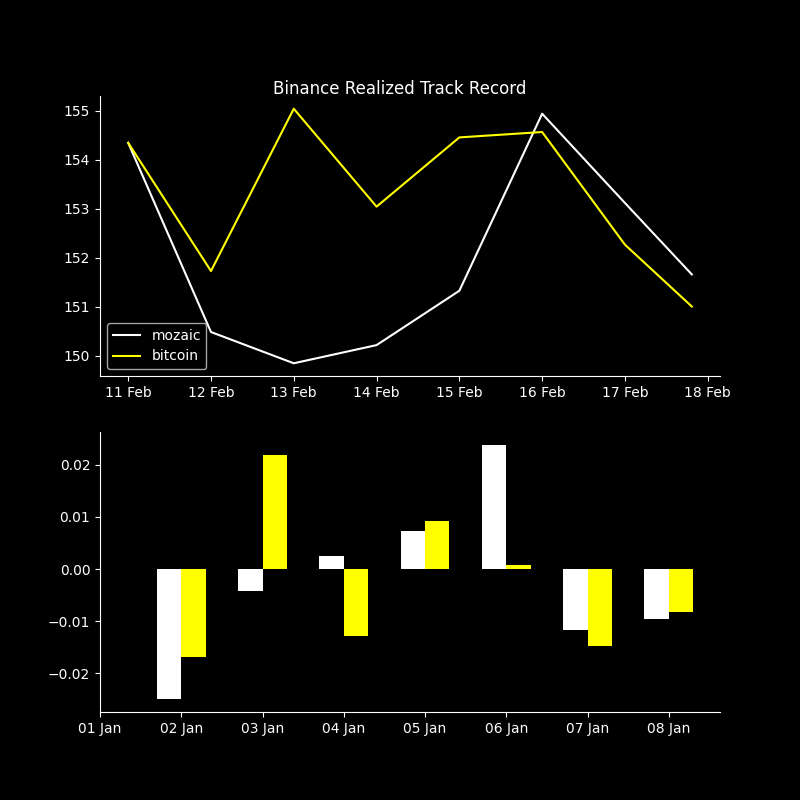 Binance Realized Track Record
155
154
153
152
151
150
mozaic
bitcoin
11 Feb 12 Feb 13 Feb 14 Feb 15 Feb 16 Feb 17 Feb 18 Feb
0.02
0.01
0.00
−0.01
−0.02
01 Jan 02 Jan 03 Jan 04 Jan 05 Jan 06 Jan 07 Jan 08 Jan